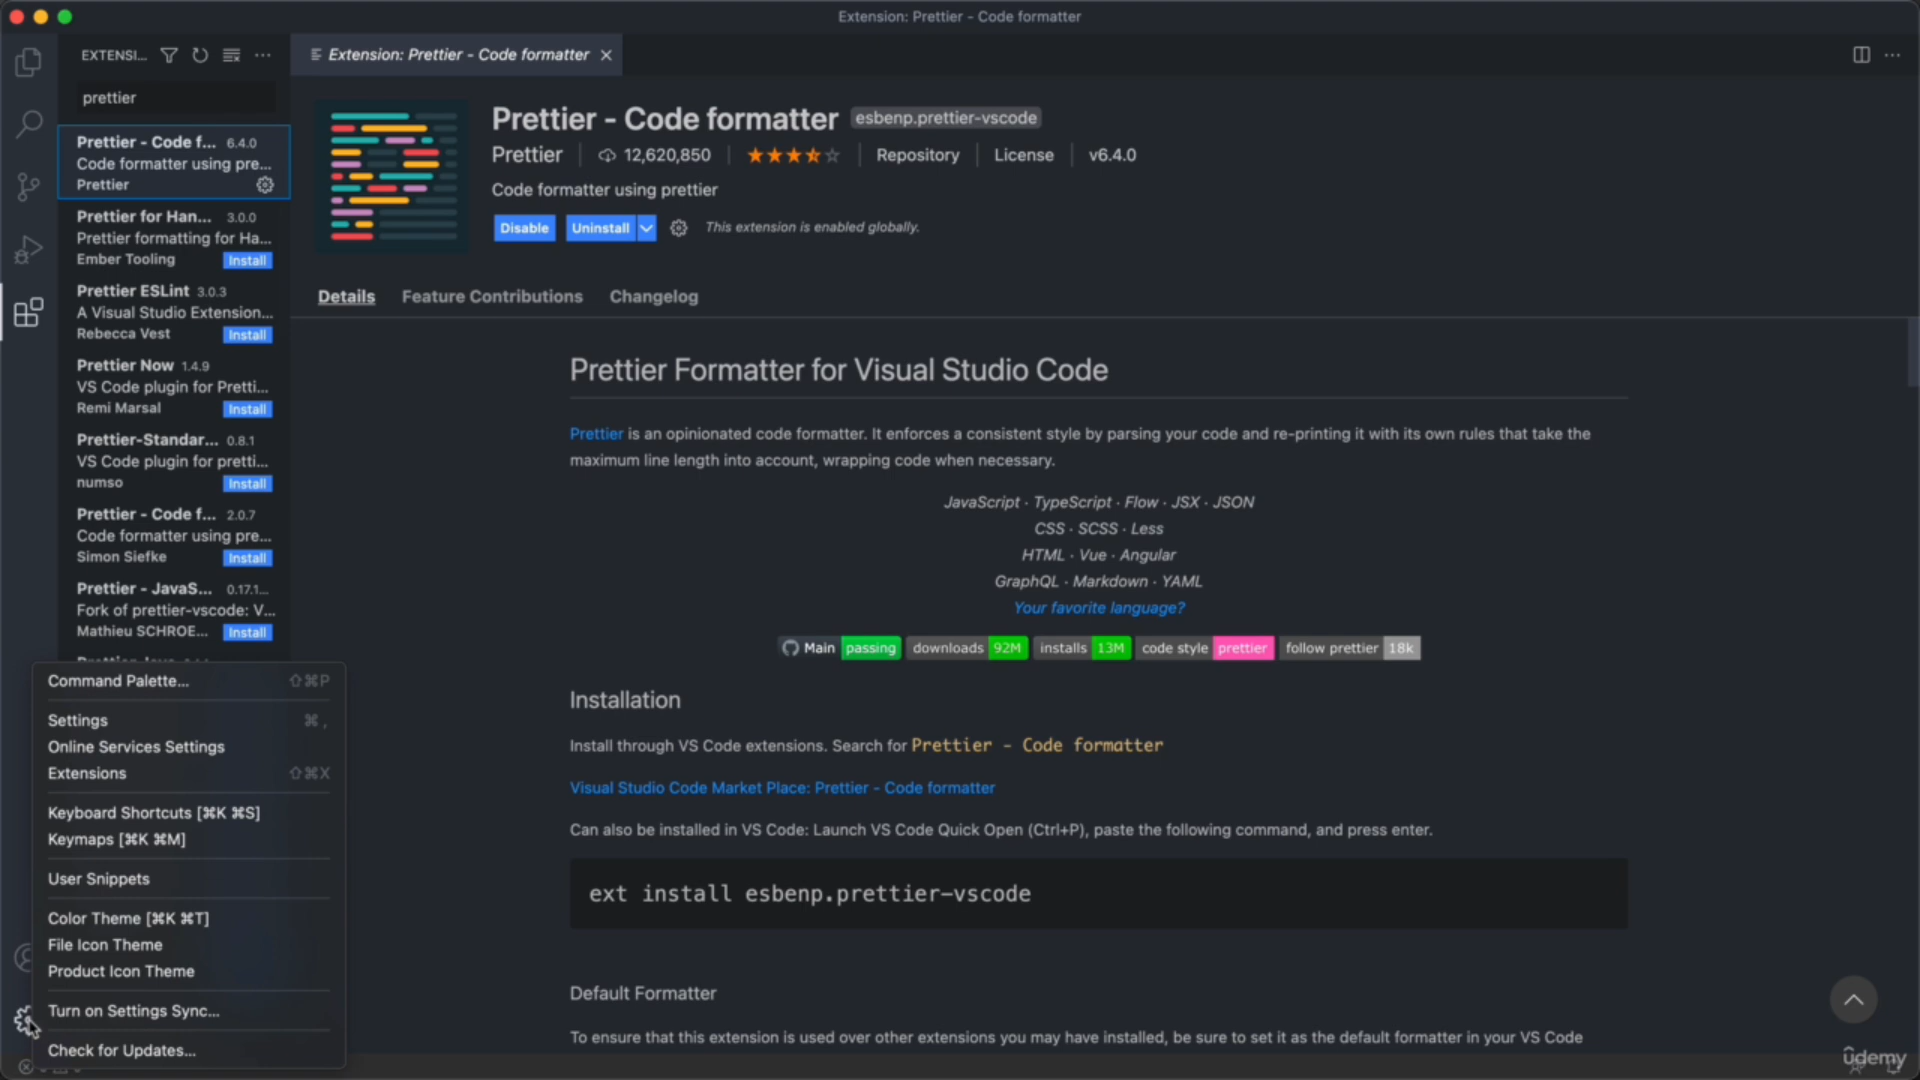 Extension: Prettier - Code formatter
EXTENSI...
Extension: Prettier - Code formatter
prettier
Prettier - Code f... 6.4.0
Code formatter using pre...
Prettier
Prettier for Han... 3.0.0
Prettier formatting for Ha...
Ember Tooling Install
Prettier ESLint 3.0.3
A Visual Studio Extension...
Rebecca Vest Install
Prettier Now 1.4.9
VS Code plugin for Pretti...
Remi Marsal Install
Prettier-Standar... 0.8.1
VS Code plugin for pretti...
numso Install
Prettier - Code f... 2.0.7
Code formatter using pre...
Simon Siefke Install
Prettier - JavaS... 0.17.1...
Fork of prettier-vscode: V...
Mathieu SCHROE... Install
Command Palette... ⇧⌘P
Settings ⌘,
Online Services Settings
Extensions ⇧⌘X
Keyboard Shortcuts [⌘K ⌘S]
Keymaps [⌘K ⌘M]
User Snippets
Color Theme [⌘K ⌘T]
File Icon Theme
Product Icon Theme
Turn on Settings Sync...
Check for Updates...
Prettier - Code formatter esbenp.prettier-vscode
Prettier 12,620,850 Repository License v6.4.0
Code formatter using prettier
Disable Uninstall This extension is enabled globally.
Details Feature Contributions Changelog
Prettier Formatter for Visual Studio Code
Prettier is an opinionated code formatter. It enforces a consistent style by parsing your code and re-printing it with its own rules that take the
maximum line length into account, wrapping code when necessary.
JavaScript · TypeScript · Flow · JSX · JSON
CSS · SCSS · Less
HTML · Vue · Angular
GraphQL · Markdown · YAML
Your favorite language?
Main passing downloads 92M installs 13M code style prettier follow prettier 18k
Installation
Install through VS Code extensions. Search for Prettier - Code formatter
Visual Studio Code Market Place: Prettier - Code formatter
Can also be installed in VS Code: Launch VS Code Quick Open (Ctrl+P), paste the following command, and press enter.
ext install esbenp.prettier-vscode
Default Formatter
To ensure that this extension is used over other extensions you may have installed, be sure to set it as the default formatter in your VS Code
udemy